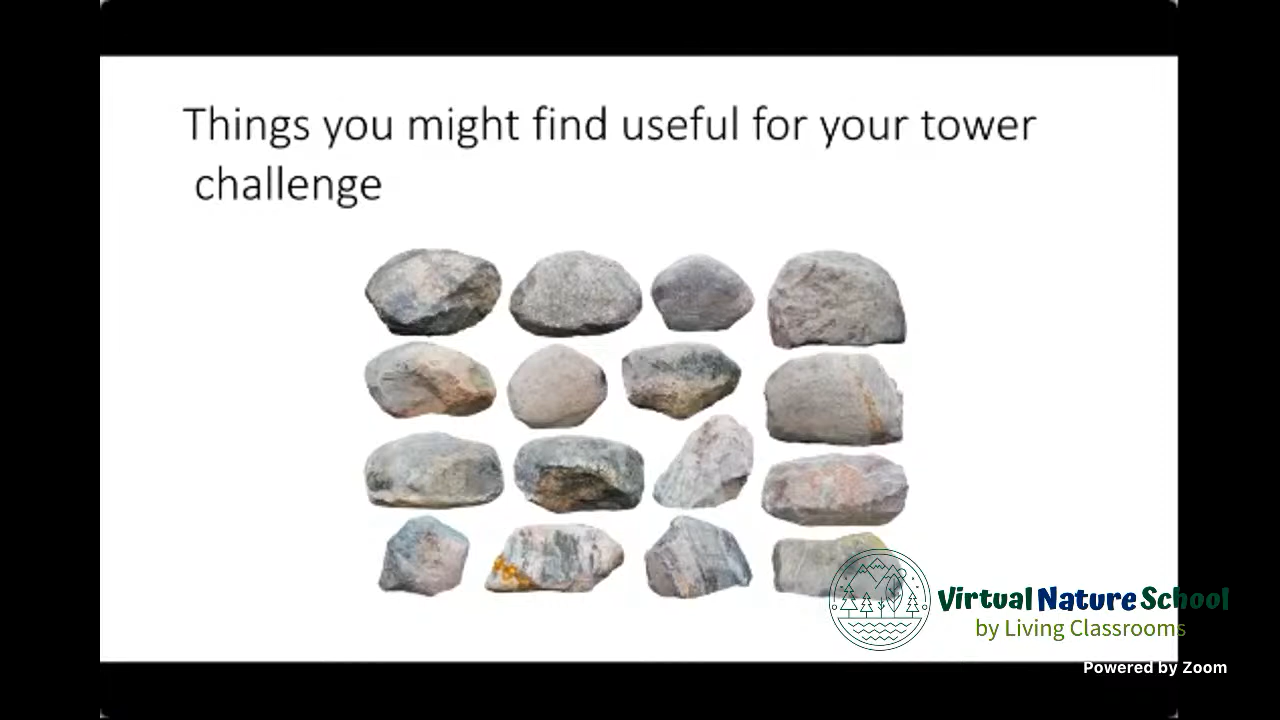 Things you might find useful for your tower
challenge
Virtual Nature School
by Living Classrooms
Powered by Zoom